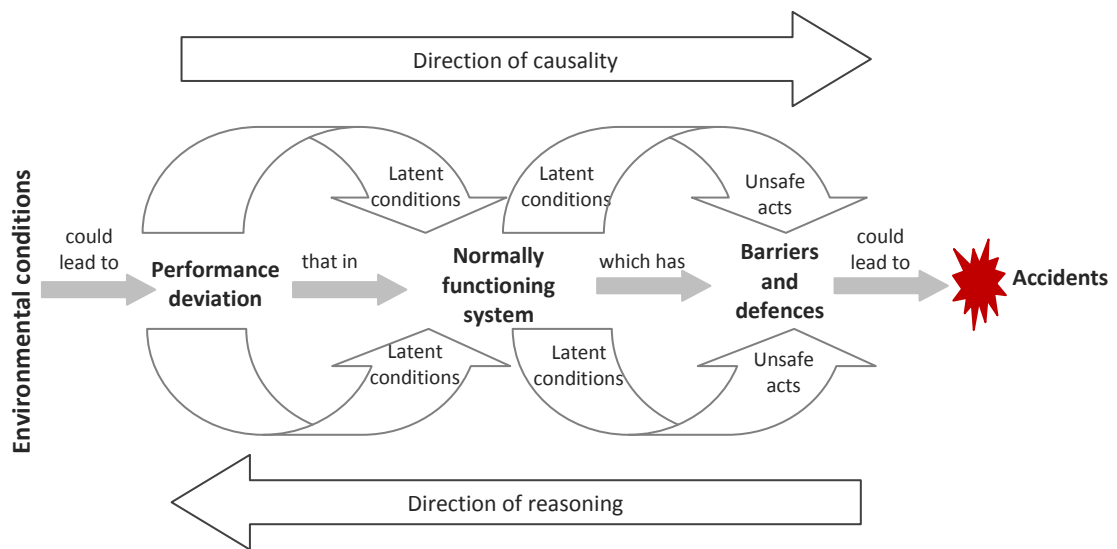 Direction of causality
Environmental conditions
could
lead to
Performance
deviation
that in
Latent
conditions
Normally
functioning
system
Latent
conditions
Latent
conditions
which has
Latent
conditions
Unsafe
acts
Barriers
and
defences
Unsafe
acts
could
lead to
Accidents
Direction of reasoning